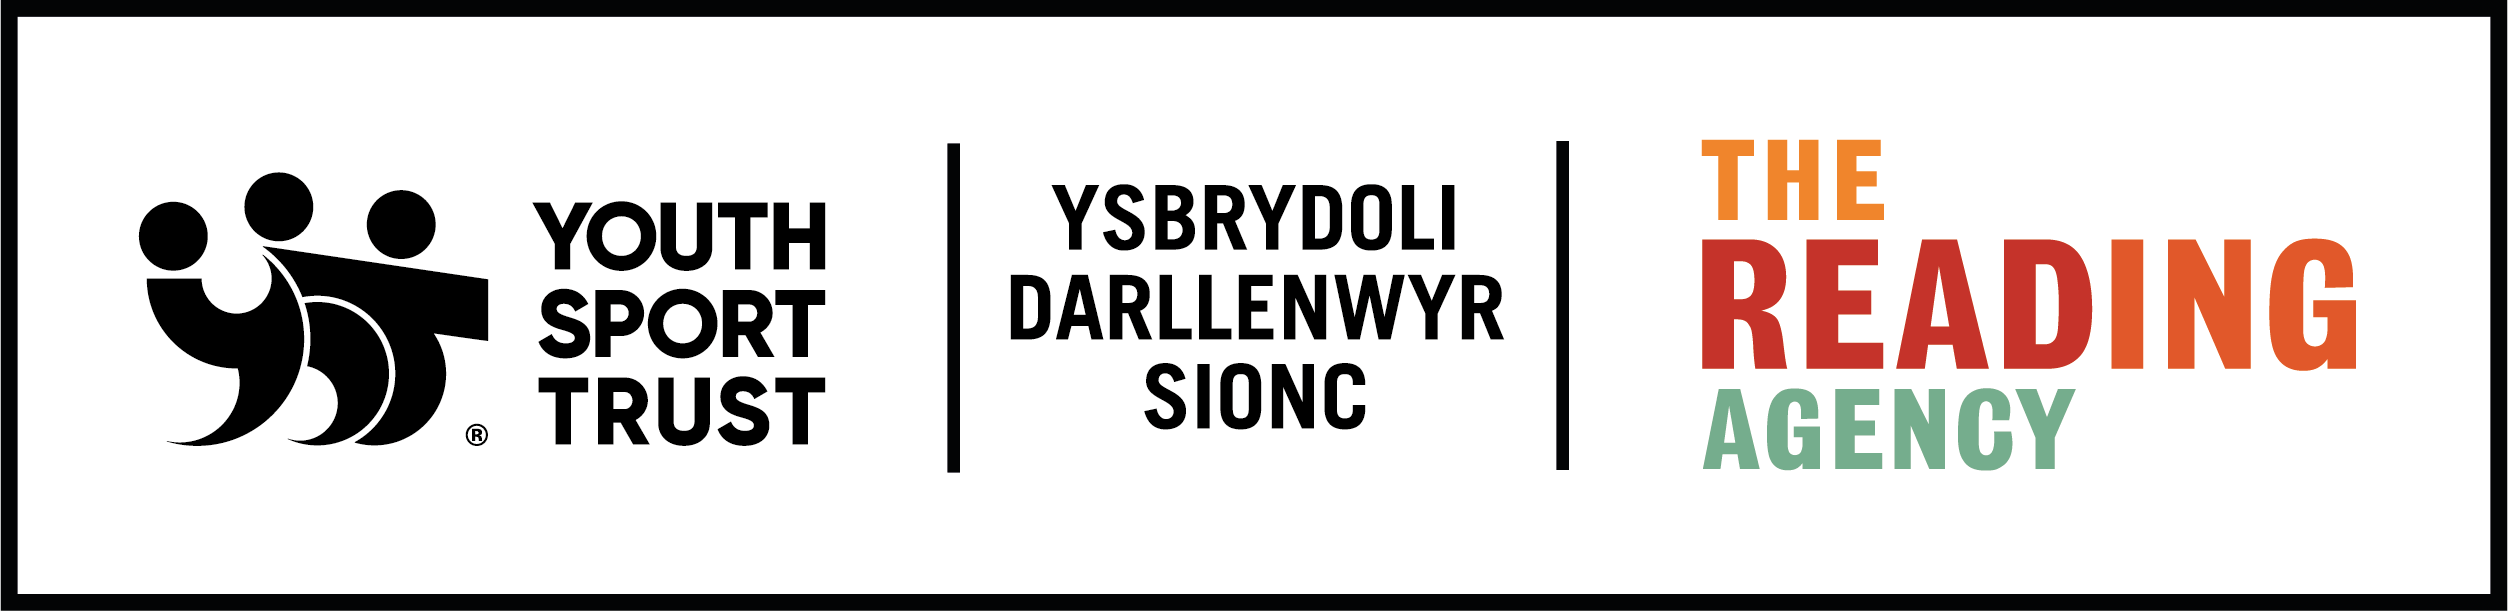 YOUTH
SPORT
TRUST
®
YSBRYDOLI
DARLLENWYR
SIONC
THE
READING
AGENCY